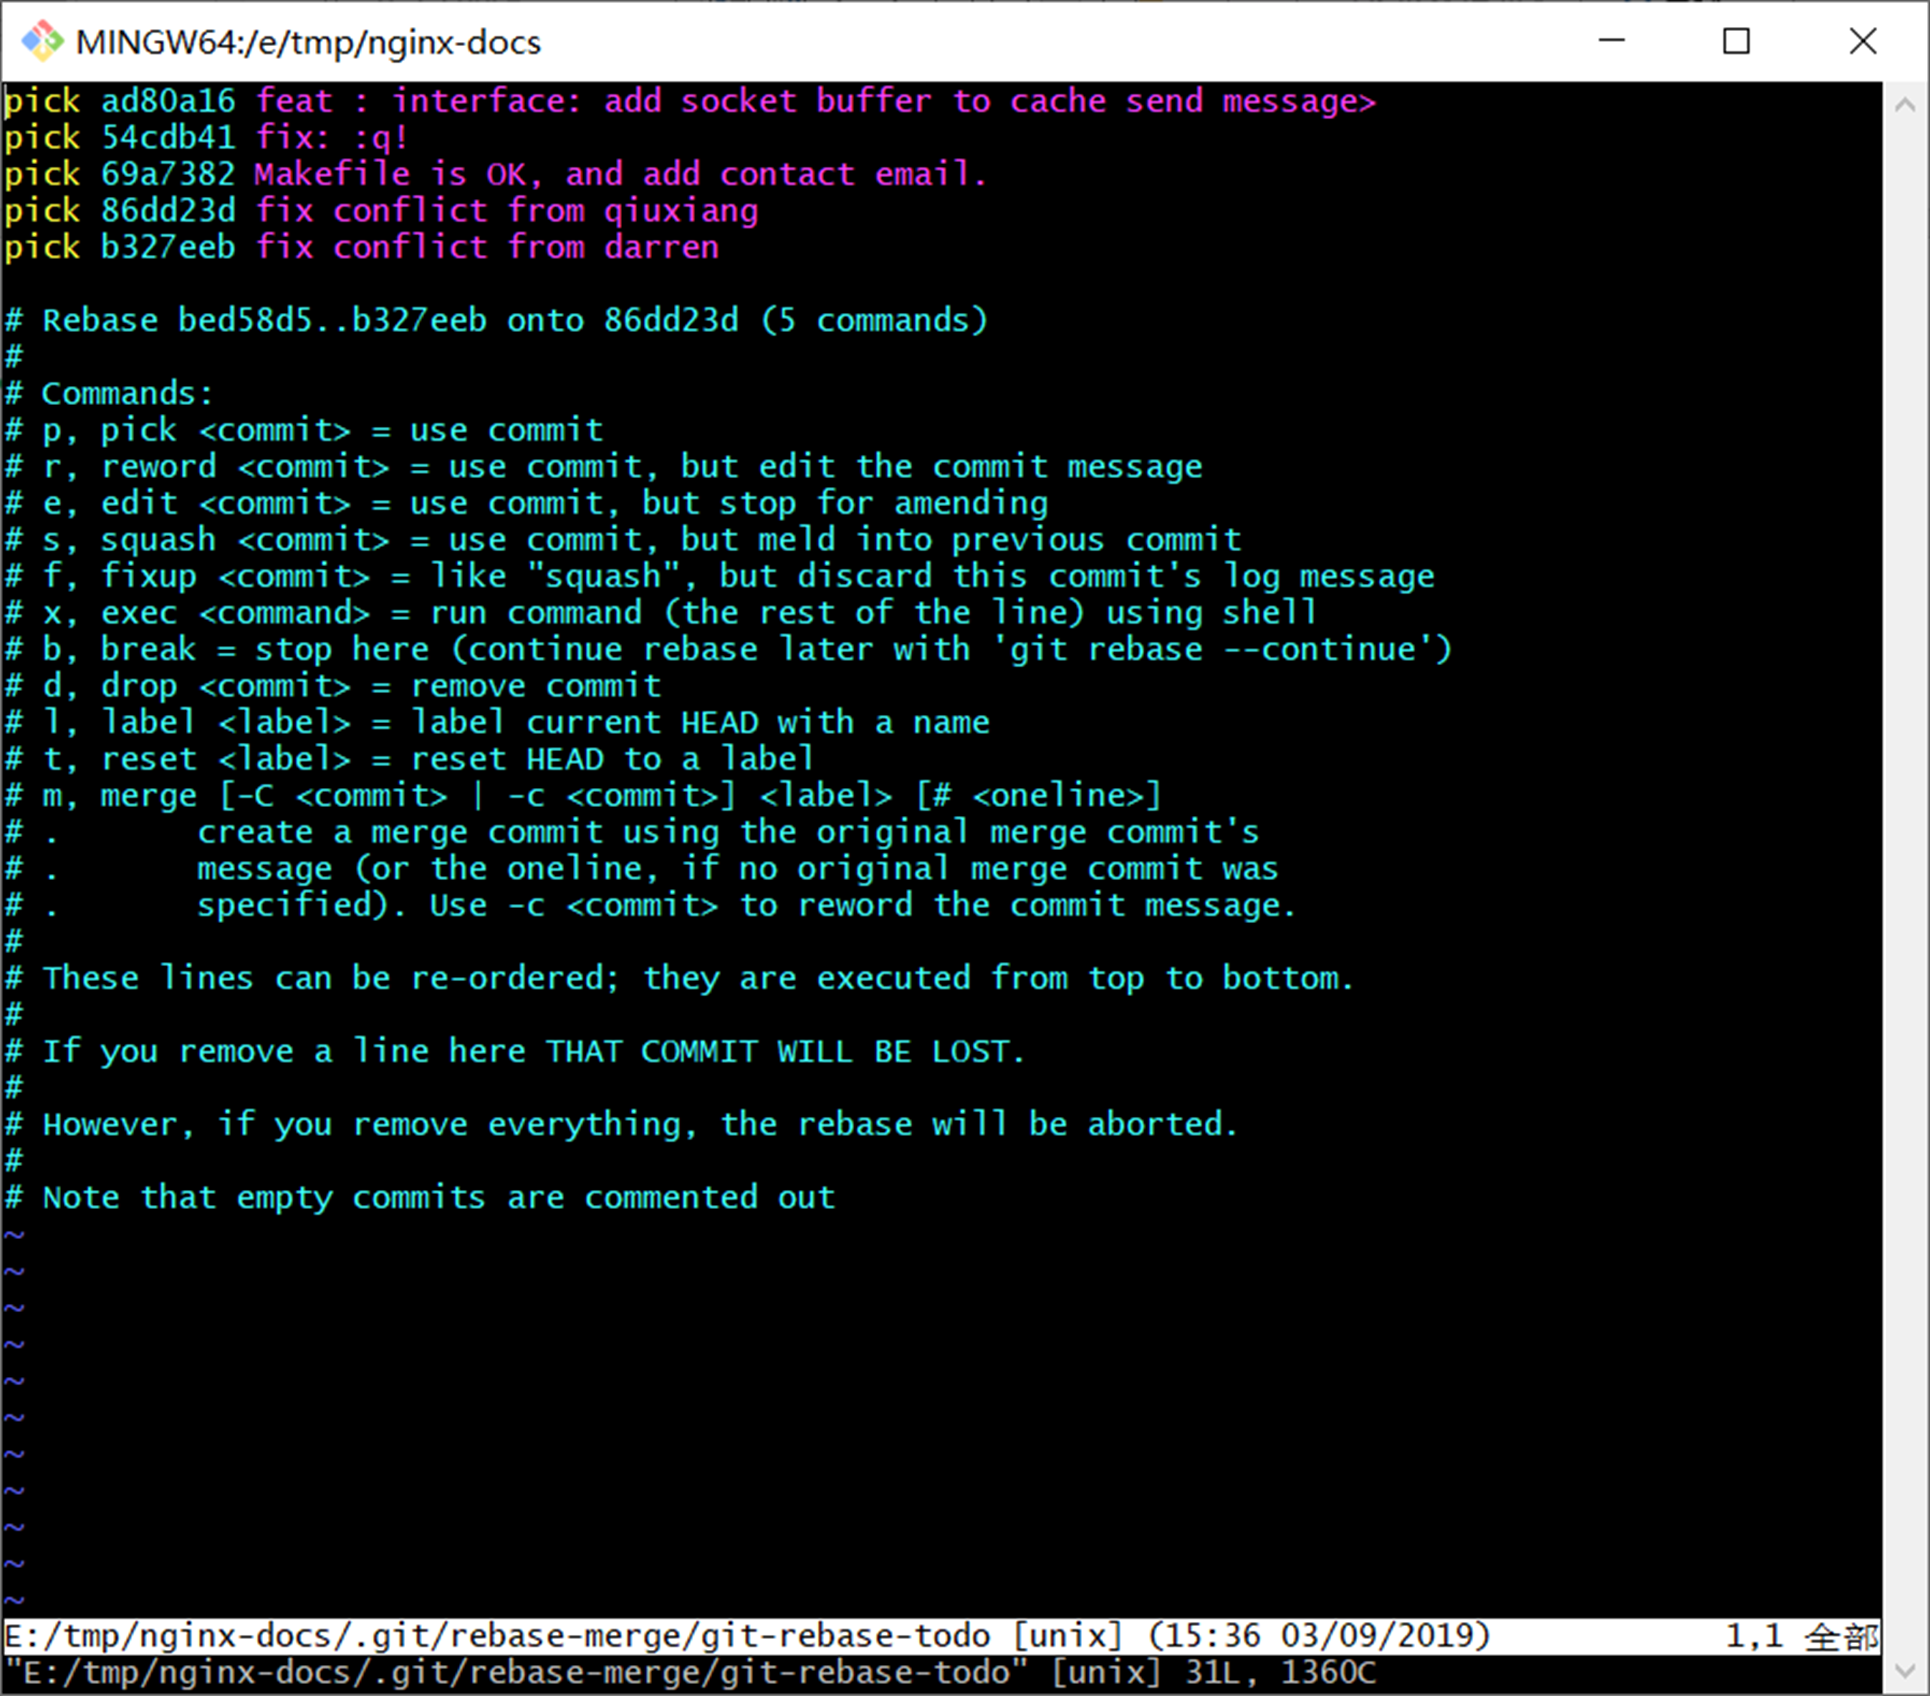 MINGW64:/e/tmp/nginx-docs
pick ad80a16 feat : interface: add socket buffer to cache send message>
pick 54cdb41 fix: :q!
pick 69a7382 Makefile is OK, and add contact email.
pick 86dd23d fix conflict from qiuxiang
pick b327eeb fix conflict from darren
# Rebase bed58d5..b327eeb onto 86dd23d (5 commands)
#
# Commands:
# p, pick <commit> = use commit
# r, reword <commit> = use commit, but edit the commit message
# e, edit <commit> = use commit, but stop for amending
# s, squash <commit> = use commit, but meld into previous commit
# f, fixup <commit> = like "squash", but discard this commit's log message
# x, exec <command> = run command (the rest of the line) using shell
# b, break = stop here (continue rebase later with 'git rebase --continue')
# d, drop <commit> = remove commit
# l, label <label> = label current HEAD with a name
# t, reset <label> = reset HEAD to a label
# m, merge [-C <commit> | -c <commit>] <label> [# <oneline>]
# .       create a merge commit using the original merge commit's
# .       message (or the oneline, if no original merge commit was
# .       specified). Use -c <commit> to reword the commit message.
#
# These lines can be re-ordered; they are executed from top to bottom.
#
# If you remove a line here THAT COMMIT WILL BE LOST.
#
# However, if you remove everything, the rebase will be aborted.
#
# Note that empty commits are commented out
~
~
~
~
~
~
~
~
~
~
~
E:/tmp/nginx-docs/.git/rebase-merge/git-rebase-todo [unix] (15:36 03/09/2019) 1,1 全部
"E:/tmp/nginx-docs/.git/rebase-merge/git-rebase-todo" [unix] 31L, 1360C